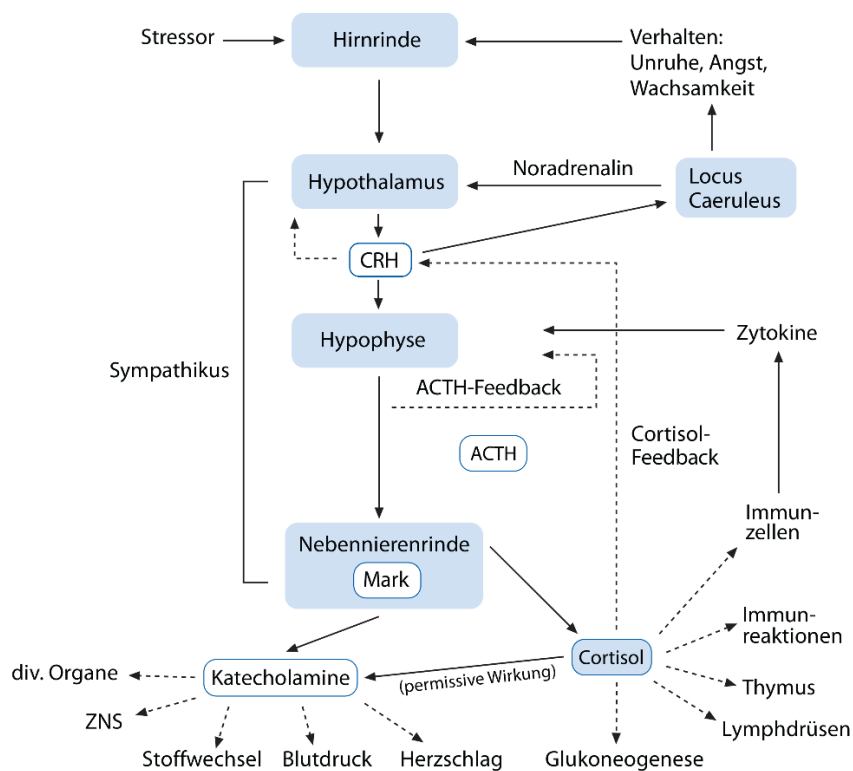 Stressor
Hirnrinde
Verhalten:
Unruhe, Angst,
Wachsamkeit
Hypothalamus
Noradrenalin
Locus
Caeruleus
CRH
Hypophyse
Zytokine
Sympathikus
ACTH-Feedback
ACTH
Cortisol-
Feedback
Immun-
zellen
Nebennierenrinde
Mark
Immun-
reaktionen
Cortisol
div. Organe
Katecholamine
(permissive Wirkung)
Thymus
ZNS
Lymphdrüsen
Stoffwechsel
Blutdruck
Herzschlag
Glukoneogenese